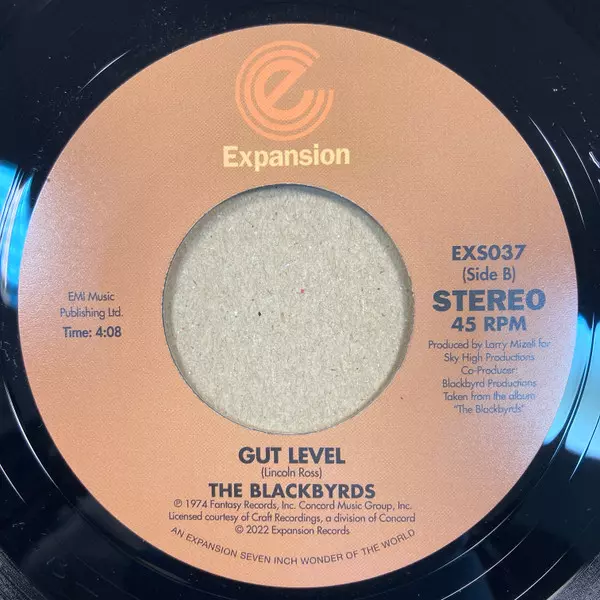 e
Expansion
EXS037
(Side B)
STEREO
45 RPM
EMI Music
Publishing Ltd.
Time: 4:08
Produced by Larry Mizell for
Sky High Productions
Co-Producer:
Blackbyrd Productions
Taken from the album
"The Blackbyrds"
GUT LEVEL
(Lincoln Ross)
THE BLACKBYRDS
℗ 1974 Fantasy Records, Inc. Concord Music Group, Inc.
Licensed courtesy of Craft Recordings, a division of Concord
© 2022 Expansion Records
AN EXPANSION SEVEN INCH WONDER OF THE WORLD